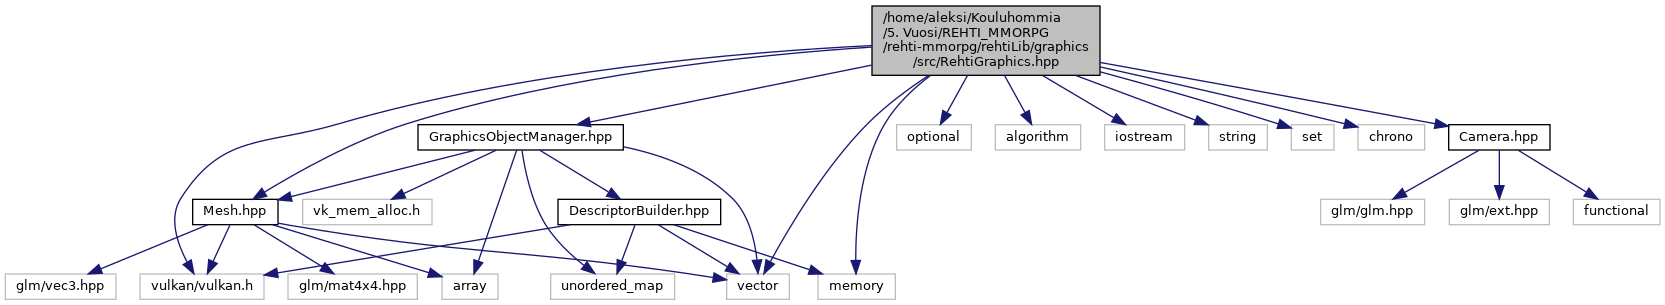 /home/aleksi/Kouluhommia
/5. Vuosi/REHTI_MMORPG
/rehti-mmorpg/rehtiLib/graphics
/src/RehtiGraphics.hpp
GraphicsObjectManager.hpp
optional
algorithm
iostream
string
set
chrono
Camera.hpp
Mesh.hpp
vk_mem_alloc.h
DescriptorBuilder.hpp
glm/glm.hpp
glm/ext.hpp
functional
glm/vec3.hpp
vulkan/vulkan.h
glm/mat4x4.hpp
array
unordered_map
vector
memory